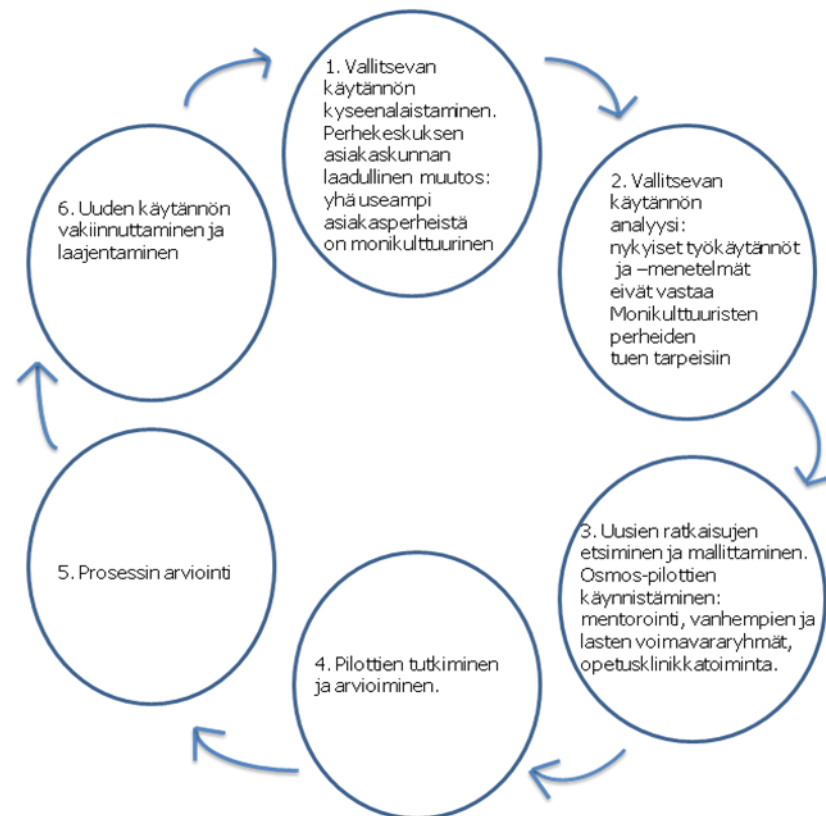 1. Vallitsevan
käytännön
kyseenalaistaminen.
Perhekeskuksen
asiakaskunnan
laadullinen muutos:
yhä useampi
asiakasperheistä
on monikulttuurinen
2. Vallitsevan
käytännön
analyysi:
nykyiset työkäytännöt
ja –menetelmät
eivät vastaa
Monikulttuuristen
perheiden
tuen tarpeisiin
3. Uusien ratkaisujen
etsiminen ja mallittaminen.
Osmos-pilottien
käynnistäminen:
mentorointi, vanhempien ja
lasten voimavararyhmät,
opetusklinikkatoiminta.
4. Pilottien tutkiminen
ja arvioiminen.
5. Prosessin arviointi
6. Uuden käytännön
vakiinnuttaminen ja
laajentaminen